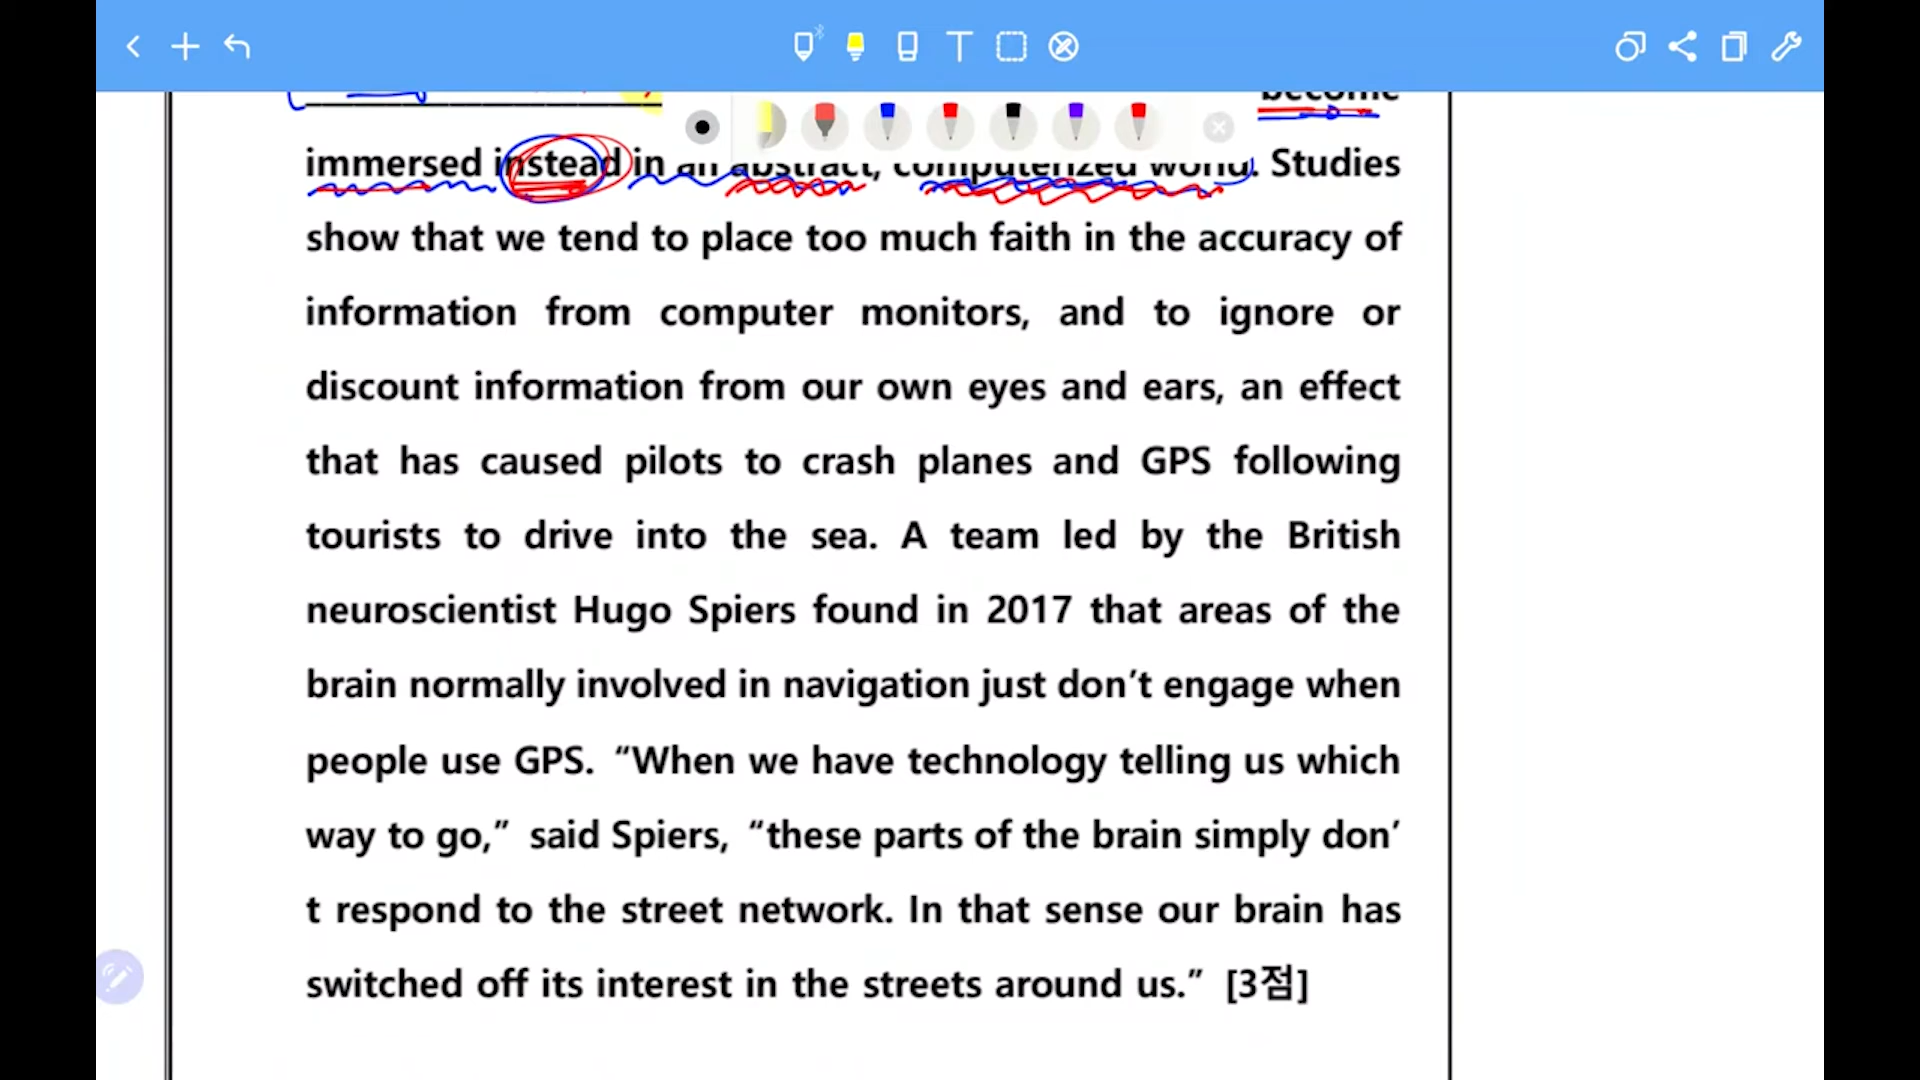 become
immersed instead in an abstract, computerized world. Studies
show that we tend to place too much faith in the accuracy of
information from computer monitors, and to ignore or
discount information from our own eyes and ears, an effect
that has caused pilots to crash planes and GPS following
tourists to drive into the sea. A team led by the British
neuroscientist Hugo Spiers found in 2017 that areas of the
brain normally involved in navigation just don’t engage when
people use GPS. “When we have technology telling us which
way to go,” said Spiers, “these parts of the brain simply don’
t respond to the street network. In that sense our brain has
switched off its interest in the streets around us.” [3점]